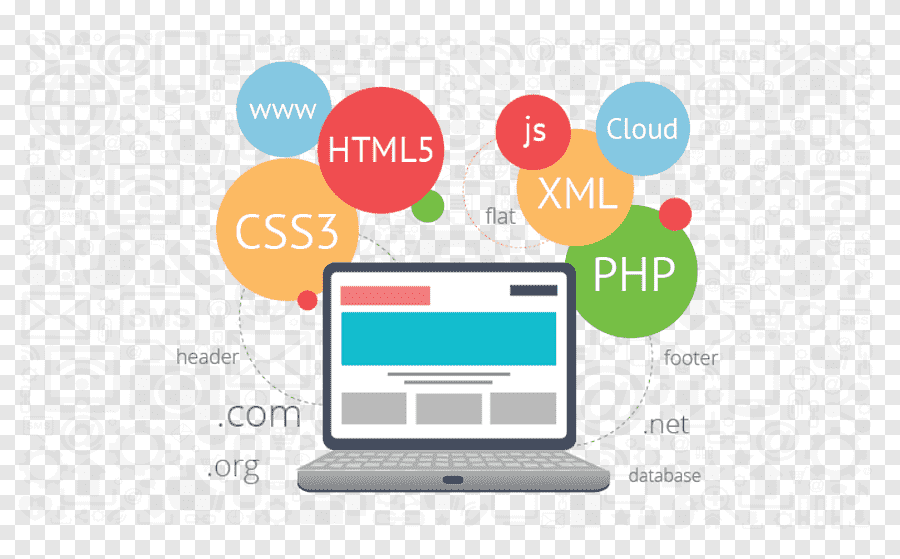 www
HTML5
CSS3
js
Cloud
XML
flat
PHP
header
footer
.com
.net
.org
database